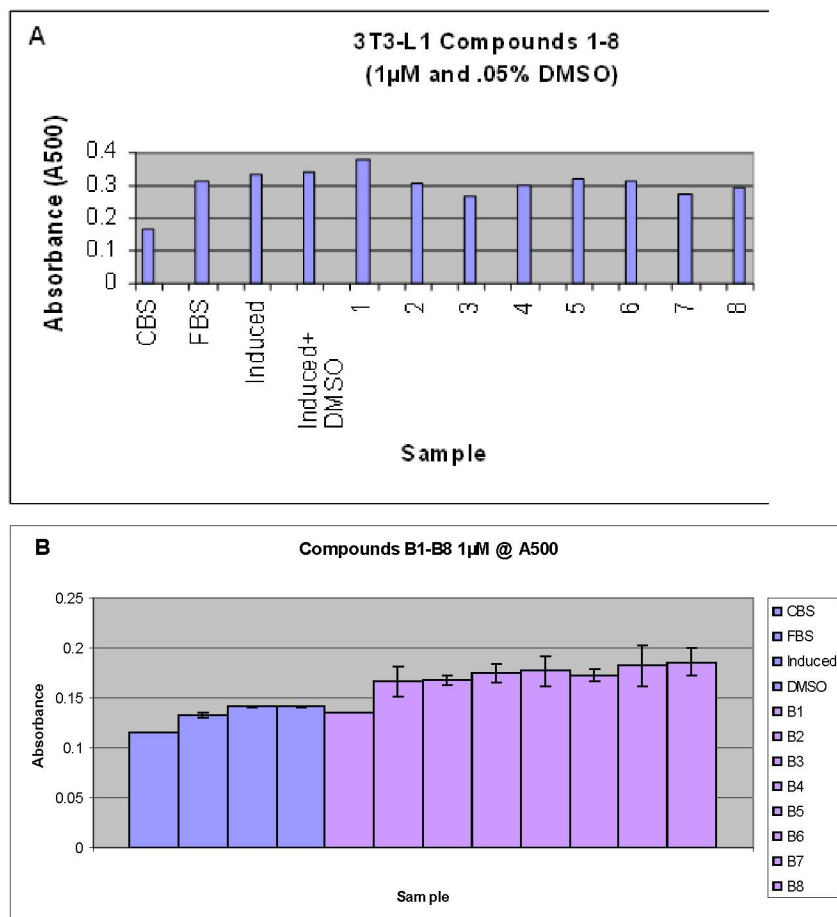 A
3T3-L1 Compounds 1-8
(1µM and .05% DMSO)
Absorbance (A500)
0.4
0.3
0.2
0.1
0
CBS
FBS
Induced
Induced+
DMSO
1
2
3
4
5
6
7
8
Sample
B
Compounds B1-B8 1µM @ A500
Absorbance
0.25
0.2
0.15
0.1
0.05
0
Sample
CBS
FBS
Induced
DMSO
B1
B2
B3
B4
B5
B6
B7
B8